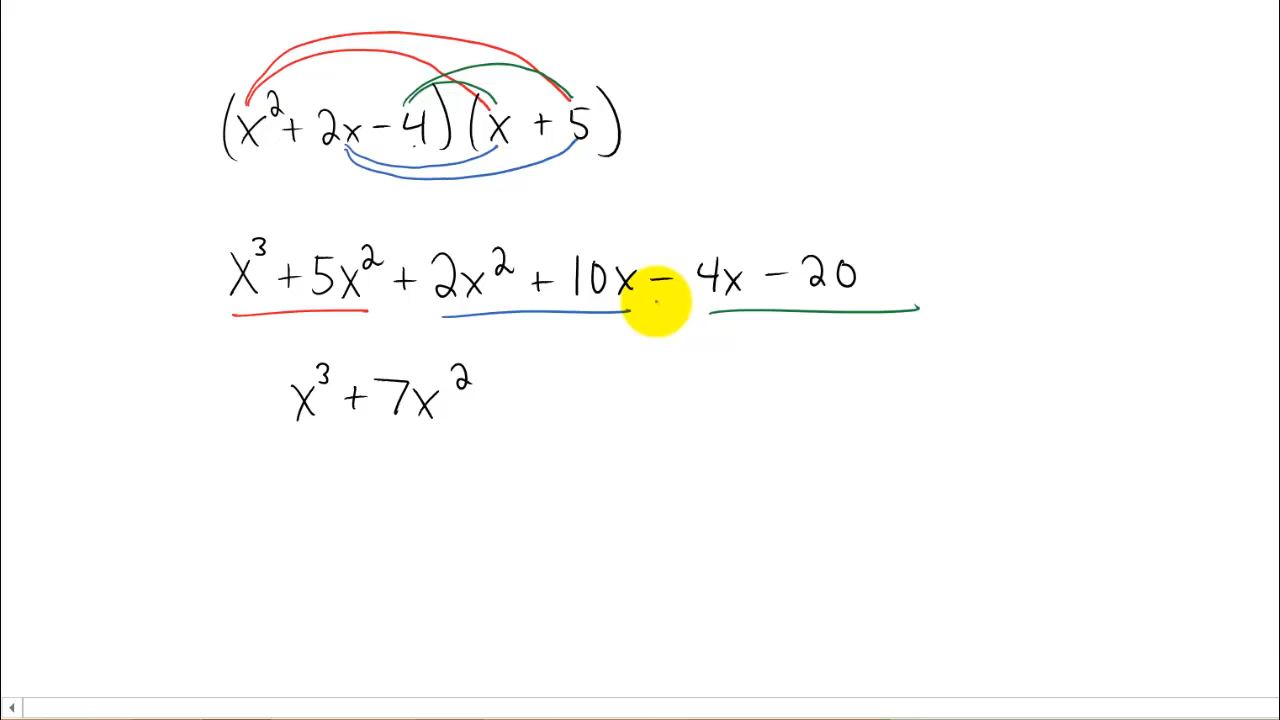 (x² + 2x - 4)(x + 5)
x³ + 5x² + 2x² + 10x - 4x - 20
x³ + 7x²